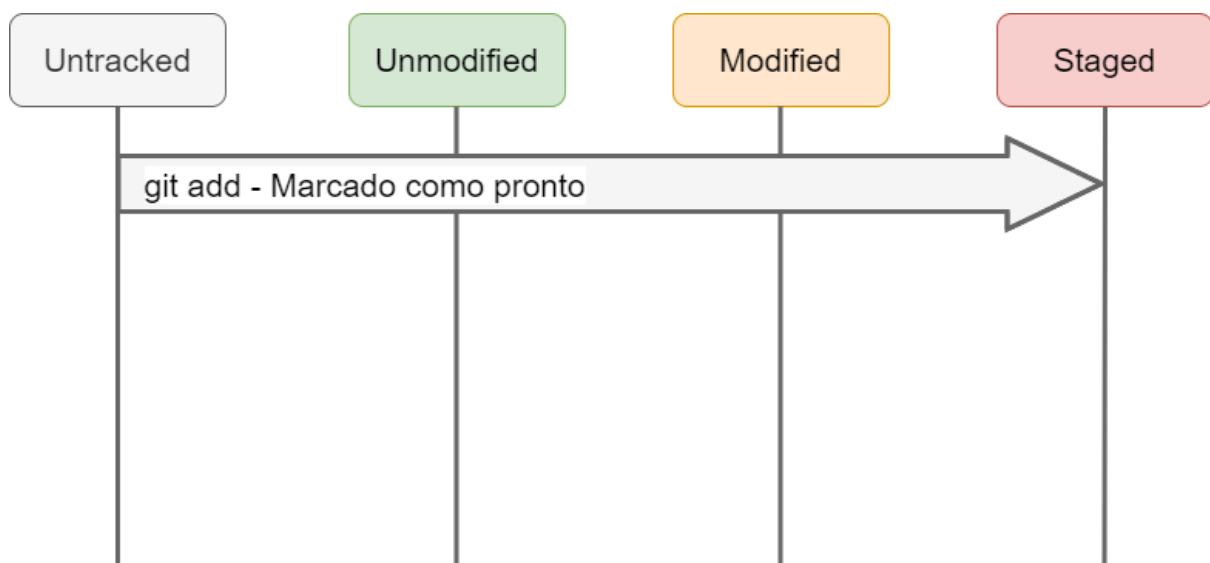 Untracked
Unmodified
Modified
Staged
git add - Marcado como pronto